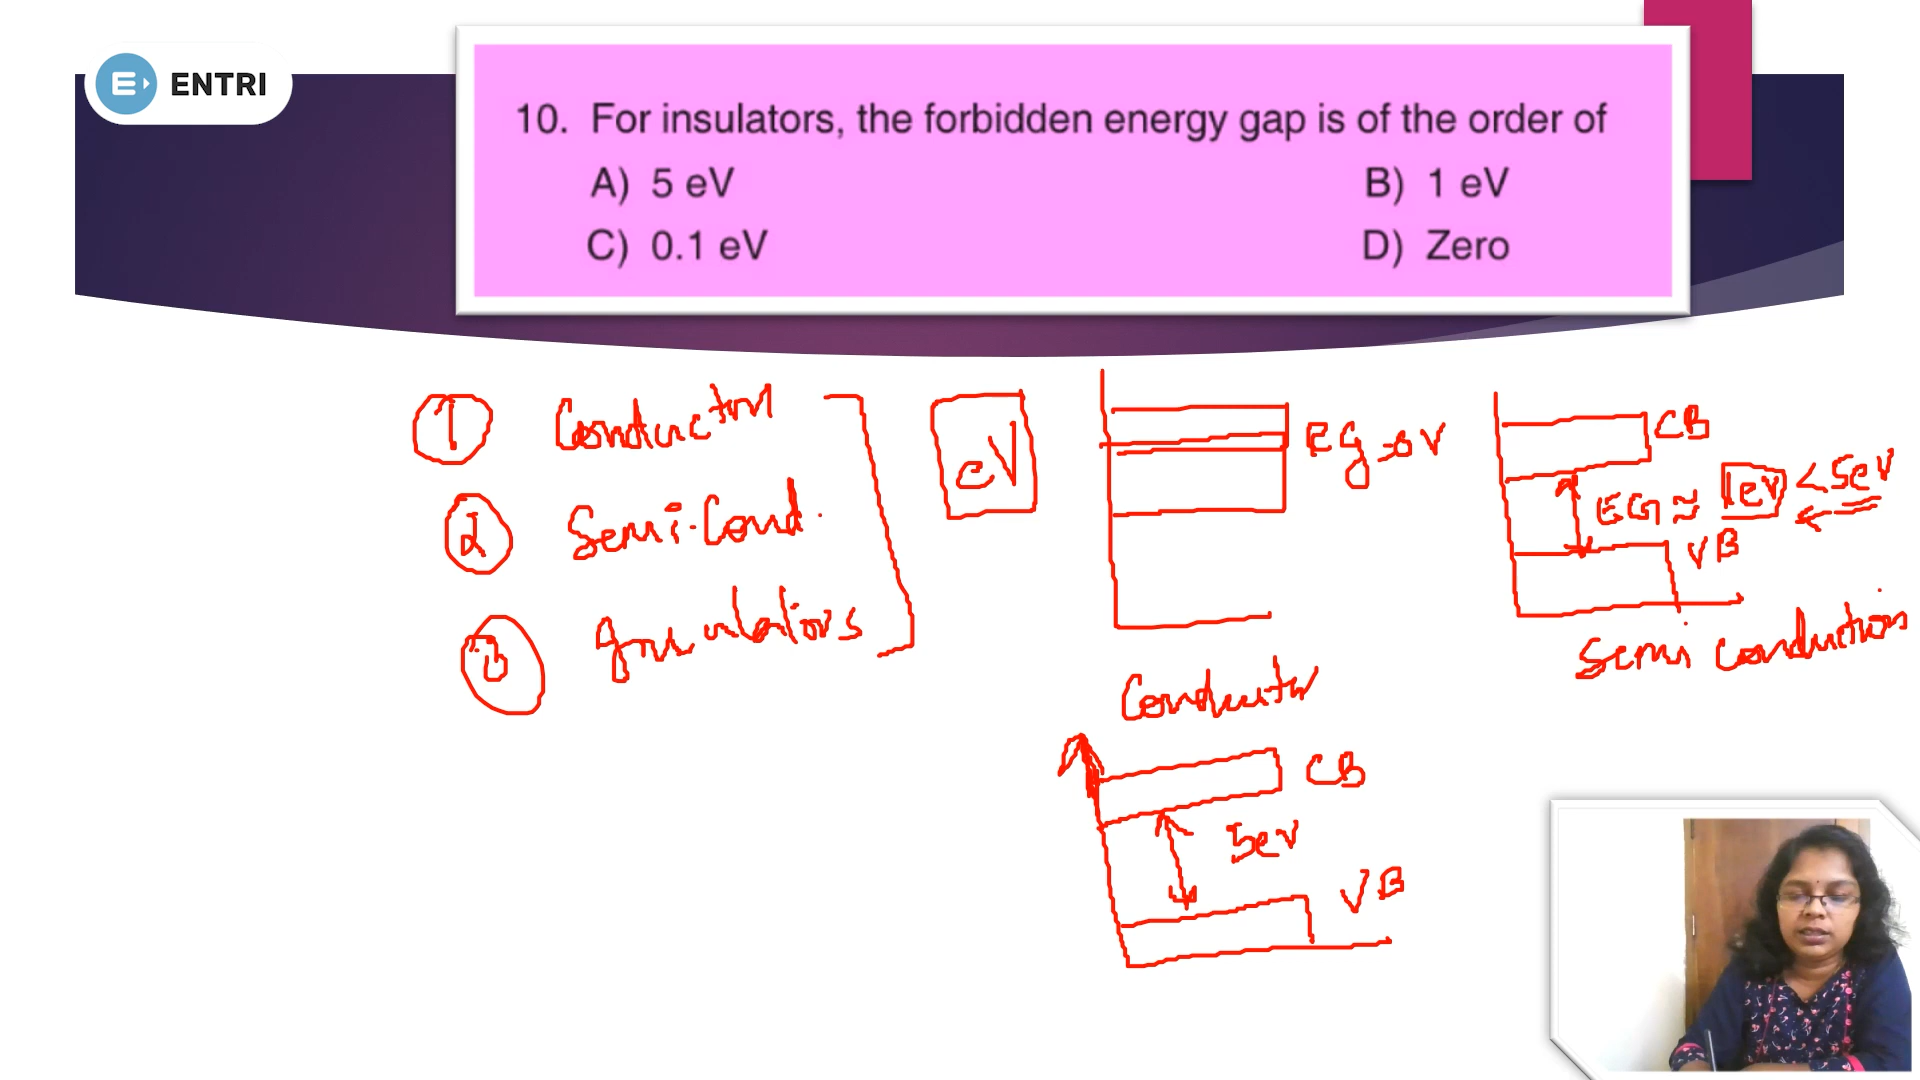 ENTRI
10. For insulators, the forbidden energy gap is of the order of
A) 5 eV B) 1 eV
C) 0.1 eV D) Zero
1 Conductor
2 Semi-Cond.
3 Insulators
eV
EG=0V
Conductor
CB
EG ≈ 1eV <5eV
VB
Semi conduction
CB
5eV
VB